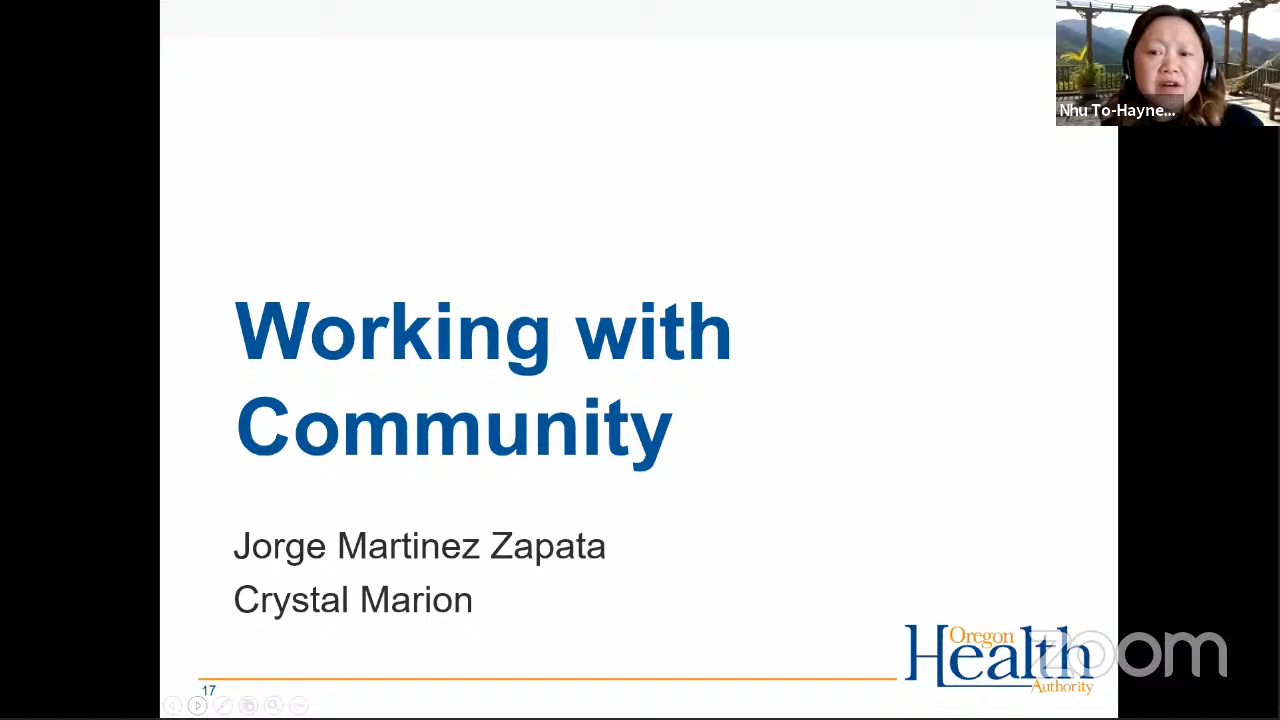 Nhu To-Hayne...
Working with
Community
Jorge Martinez Zapata
Crystal Marion
Oregon
Health
Authority
zoom
17